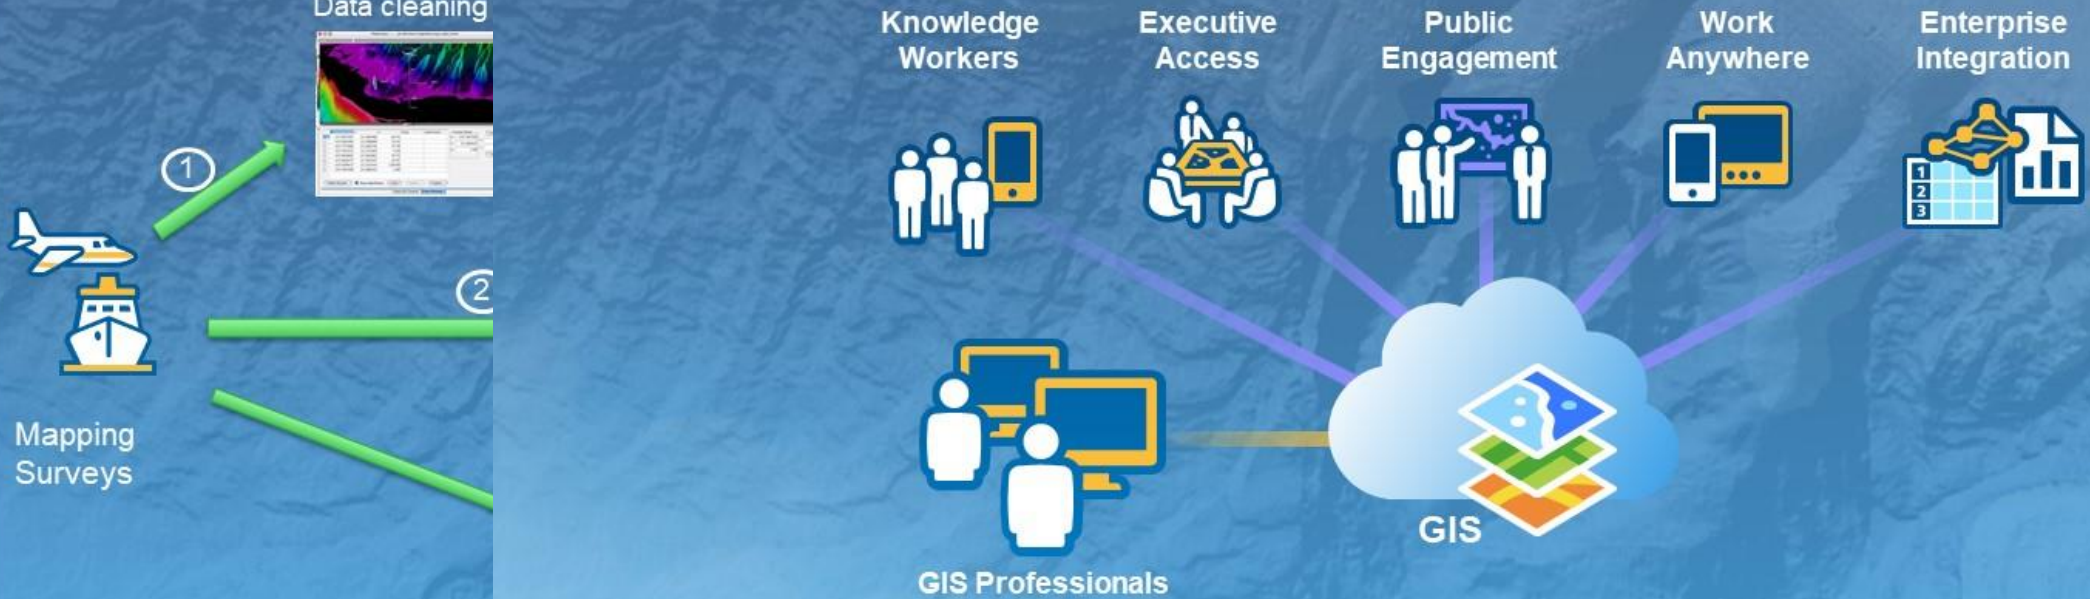 Data cleaning
1
2
Mapping
Surveys
Knowledge
Workers
Executive
Access
Public
Engagement
Work
Anywhere
Enterprise
Integration
1
2
3
GIS
GIS Professionals